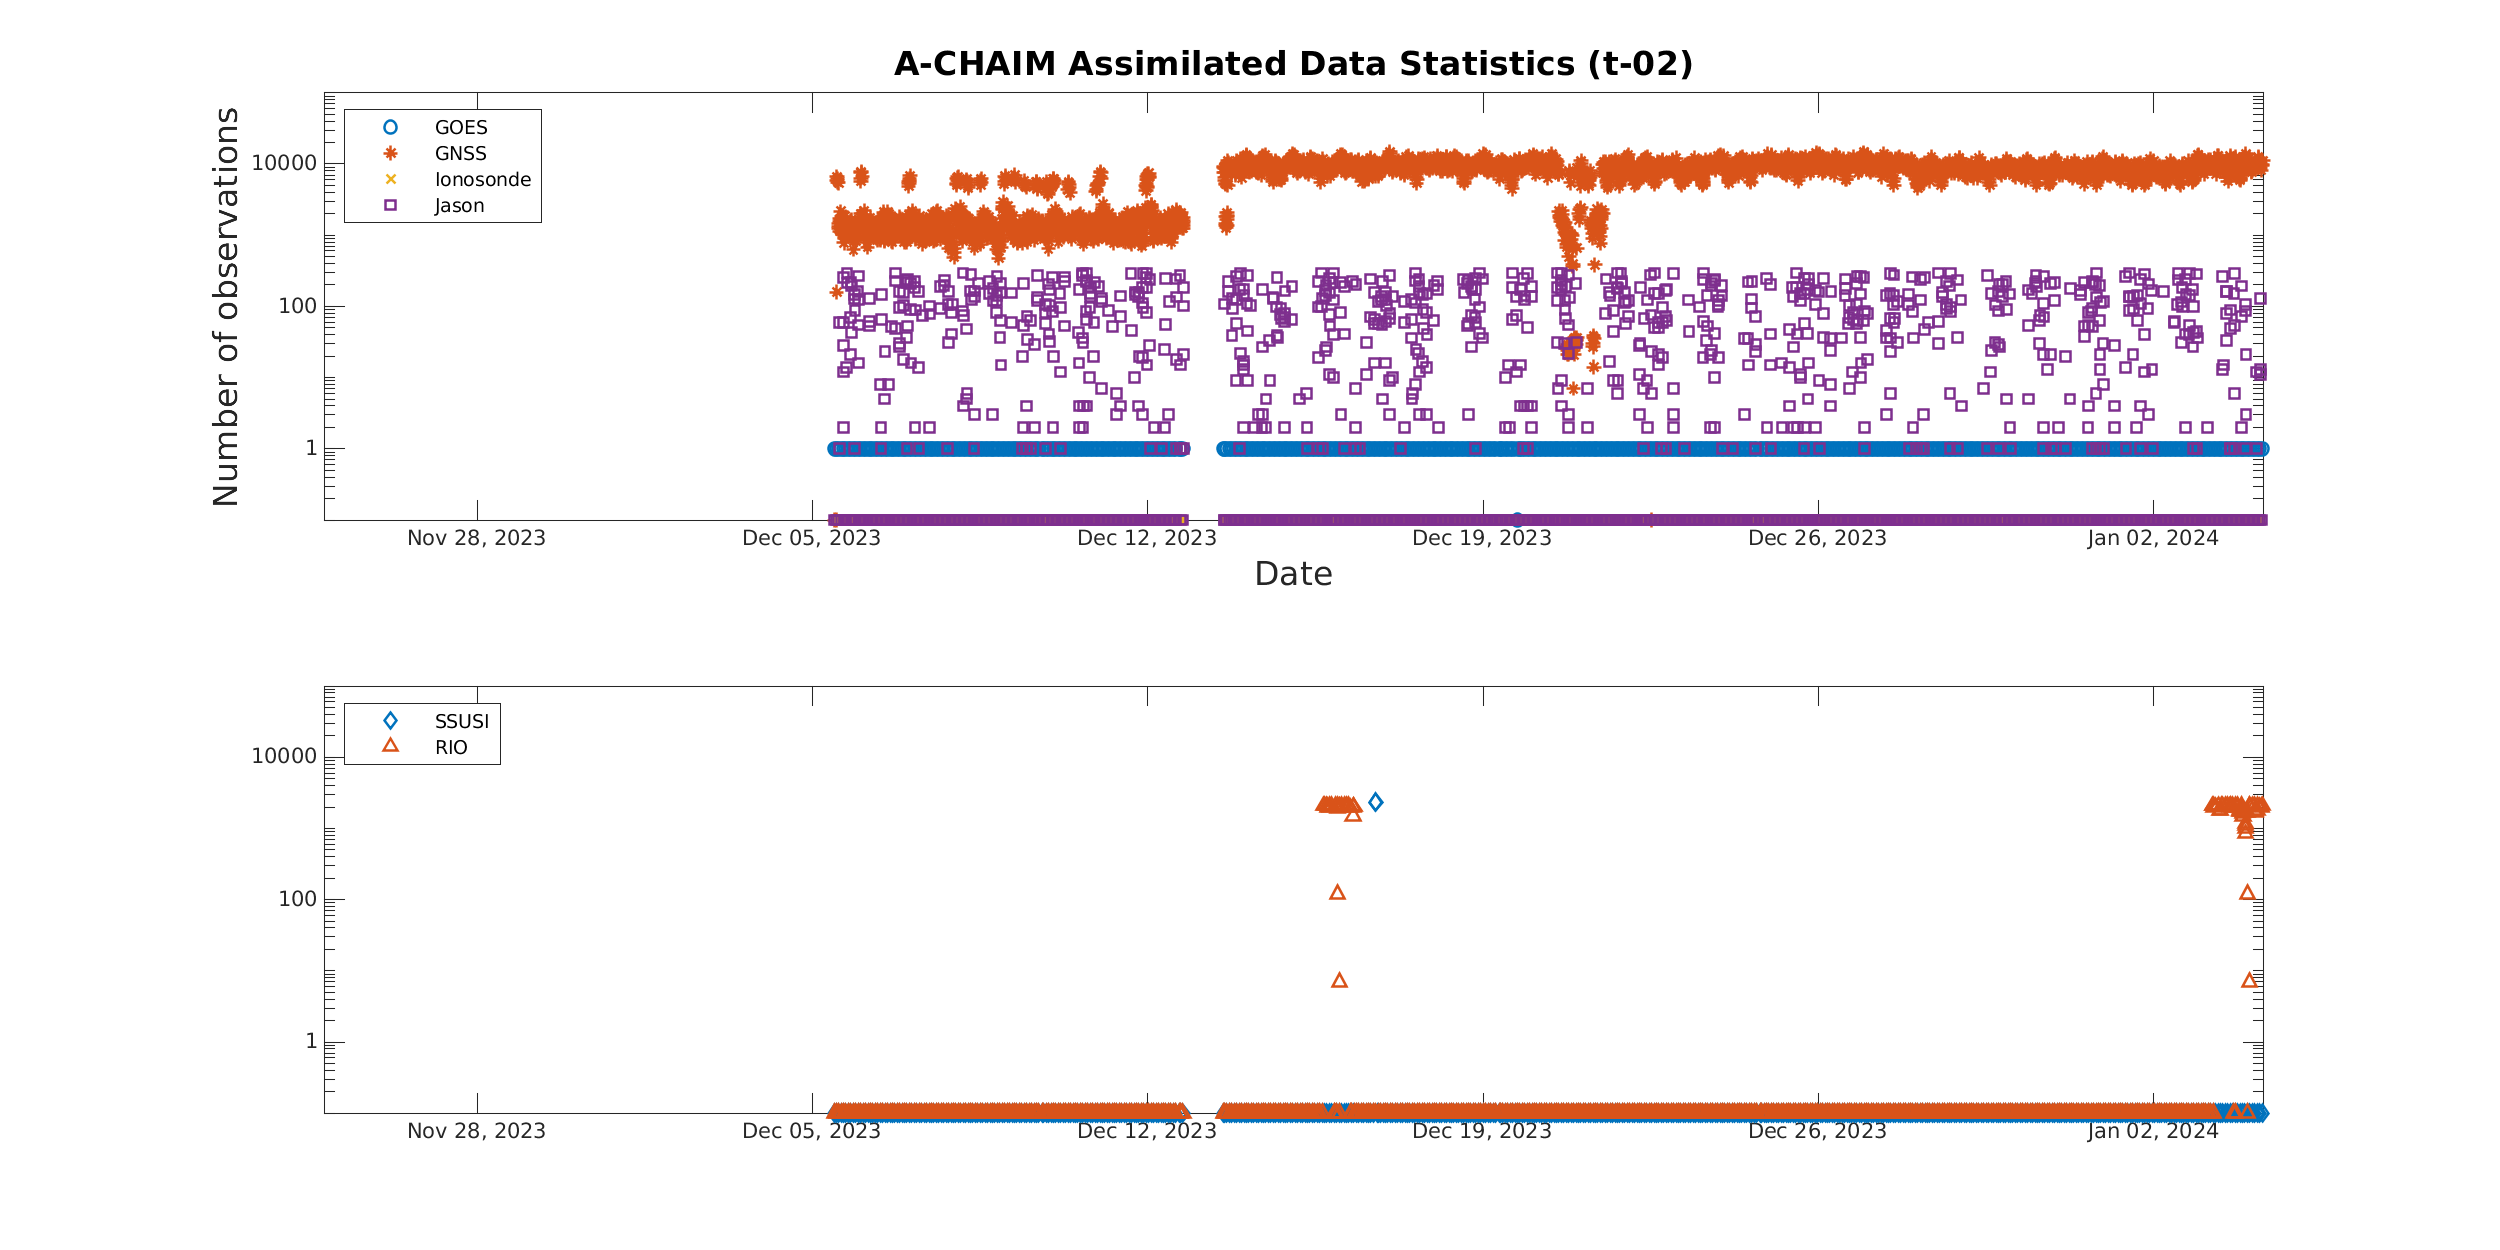 A-CHAIM Assimilated Data Statistics (t-02)
Number of observations
10000
100
1
GOES
GNSS
Ionosonde
Jason
Nov 28, 2023 Dec 05, 2023 Dec 12, 2023 Dec 19, 2023 Dec 26, 2023 Jan 02, 2024
Date
10000
100
1
SSUSI
RIO
Nov 28, 2023 Dec 05, 2023 Dec 12, 2023 Dec 19, 2023 Dec 26, 2023 Jan 02, 2024